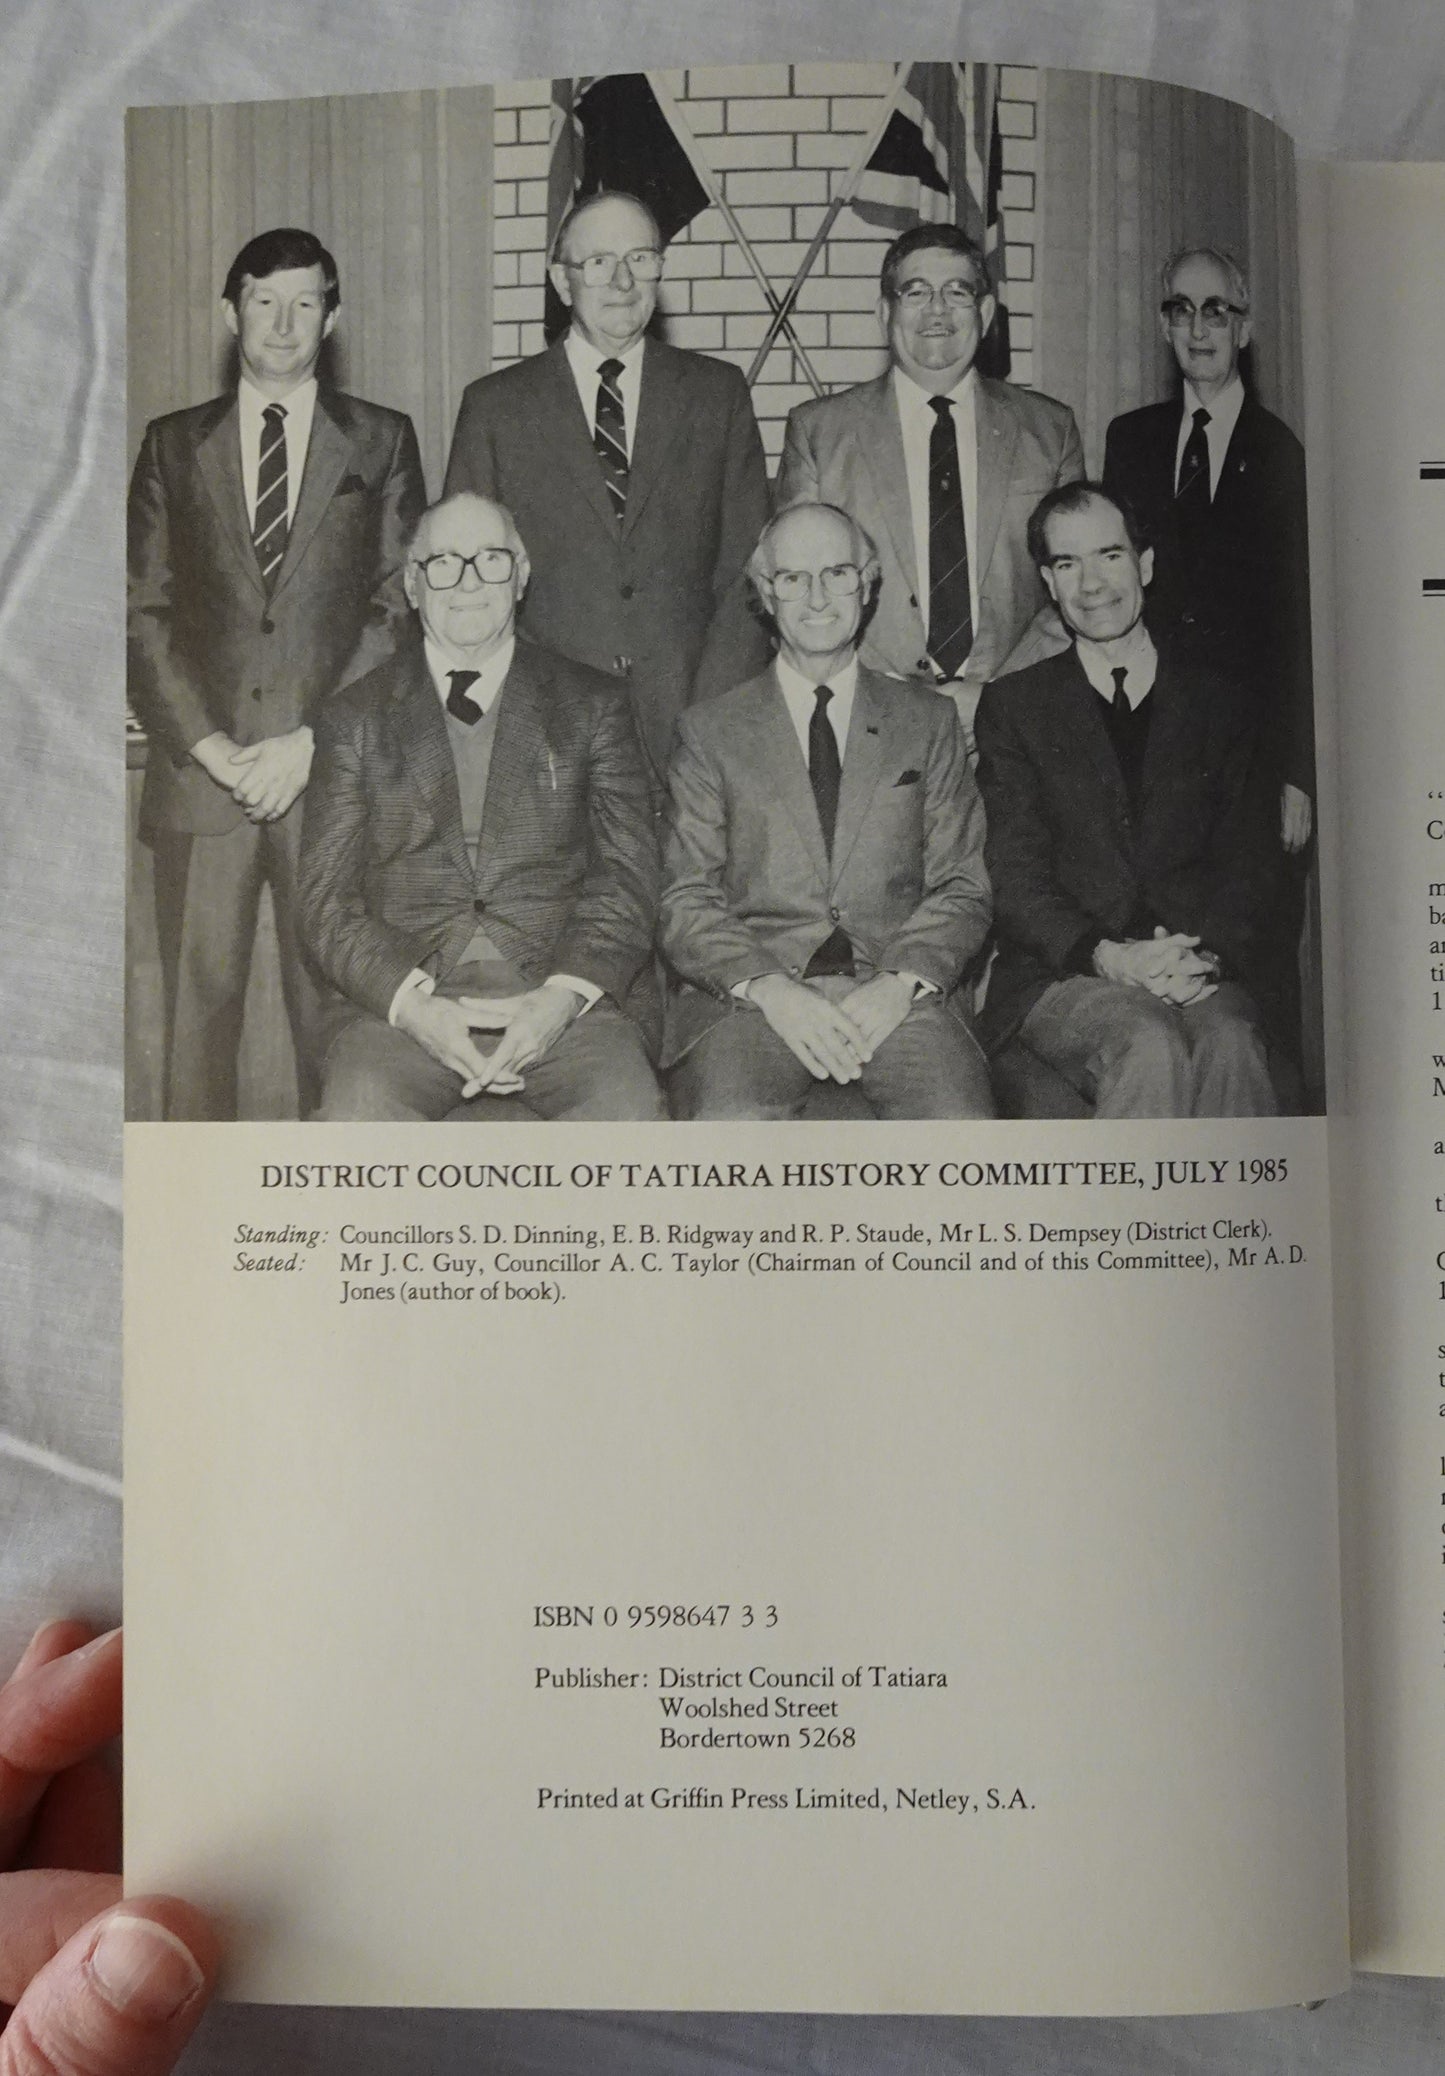 DISTRICT COUNCIL OF TATIARA HISTORY COMMITTEE, JULY 1985
Standing: Councillors S. D. Dinning, E. B. Ridgway and R. P. Staude, Mr L. S. Dempsey (District Clerk).
Seated: Mr J. C. Guy, Councillor A. C. Taylor (Chairman of Council and of this Committee), Mr A. D.
Jones (author of book).
ISBN 0 9598647 3 3
Publisher: District Council of Tatiara
Woolshed Street
Bordertown 5268
Printed at Griffin Press Limited, Netley, S.A.